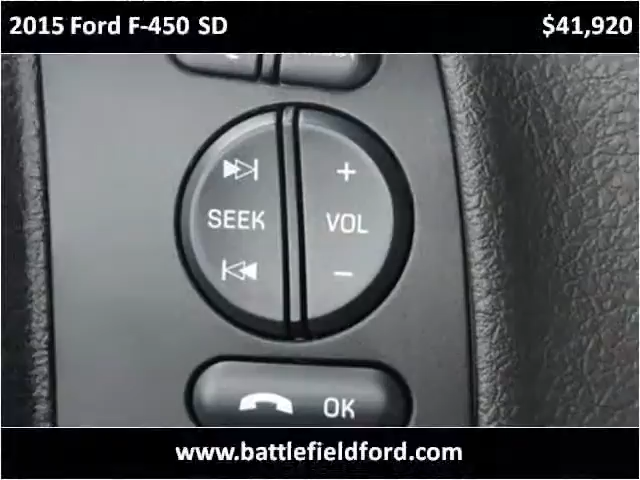 2015 Ford F-450 SD $41,920
SEEK VOL
+
−
OK
www.battlefieldford.com